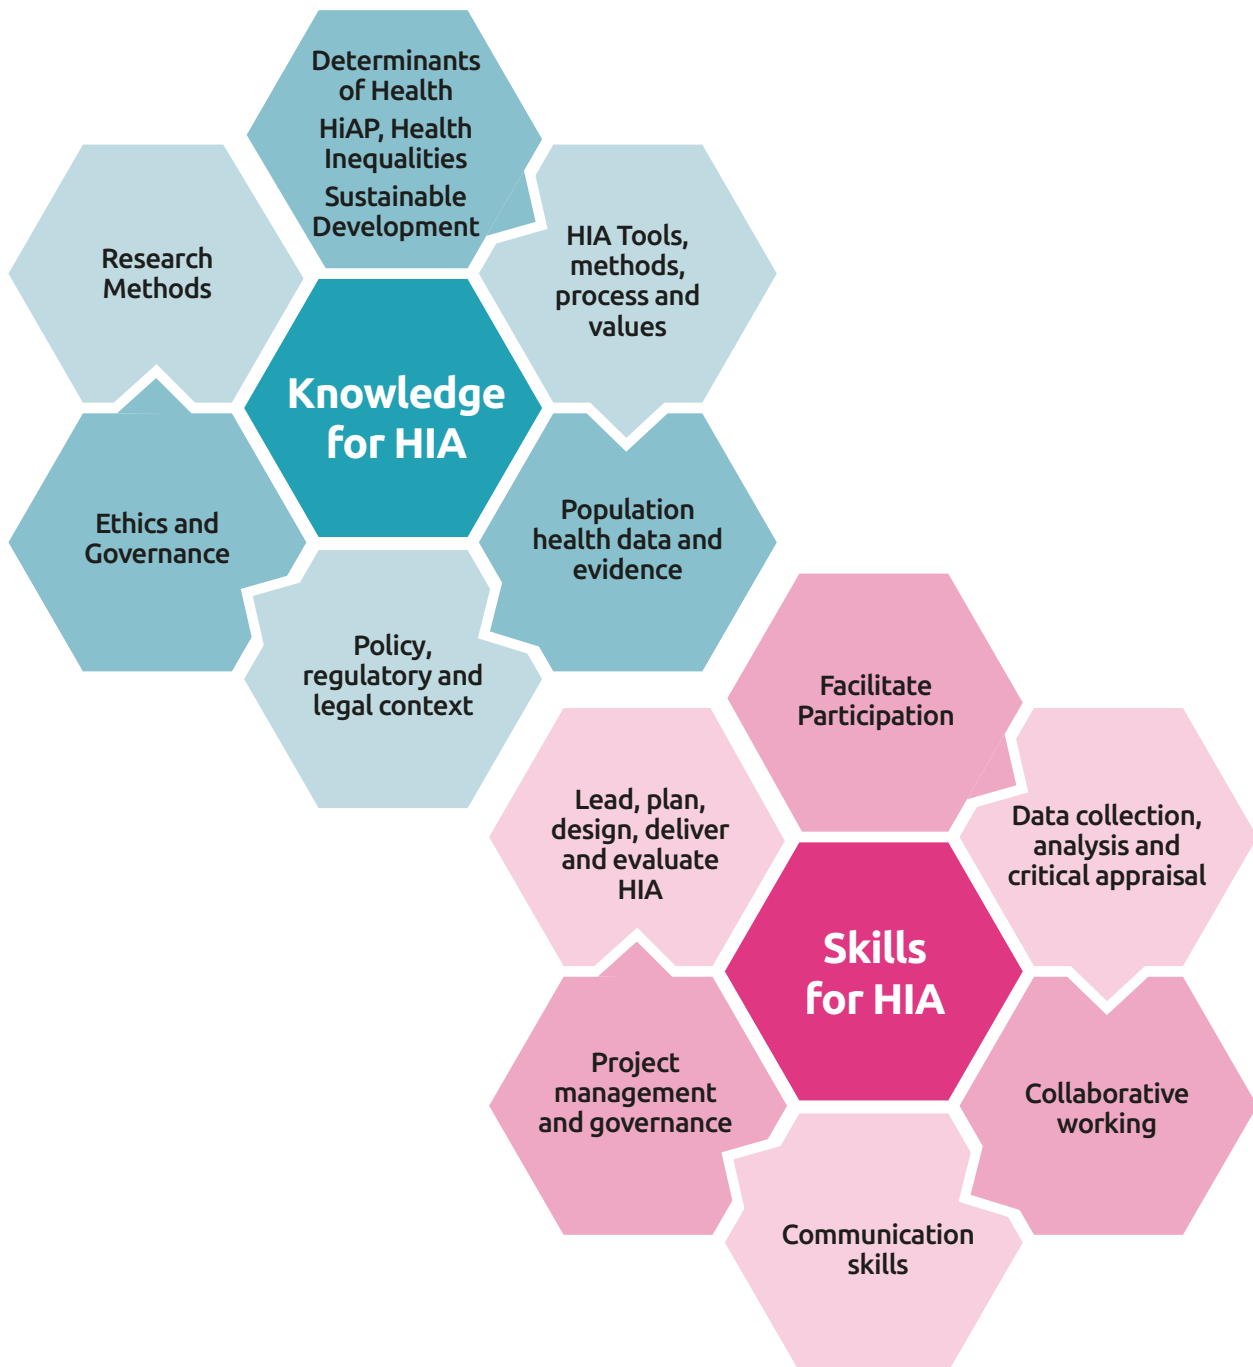 Determinants
of Health
HiAP, Health
Inequalities
Sustainable
Development
HIA Tools,
methods,
process and
values
Research
Methods
Knowledge
for HIA
Ethics and
Governance
Population
health data and
evidence
Policy,
regulatory and
legal context
Facilitate
Participation
Lead, plan,
design, deliver
and evaluate
HIA
Data collection,
analysis and
critical appraisal
Skills
for HIA
Project
management
and governance
Collaborative
working
Communication
skills